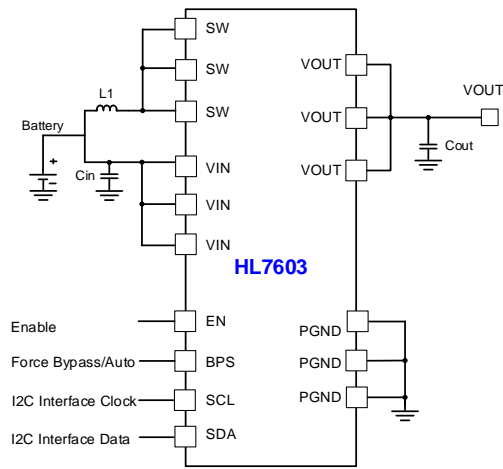 SW
SW
SW
L1
Battery
+
-
Cin
VIN
VIN
VIN
VOUT
VOUT
VOUT
VOUT
Cout
HL7603
Enable
EN
Force Bypass/Auto
BPS
I2C Interface Clock
SCL
I2C Interface Data
SDA
PGND
PGND
PGND